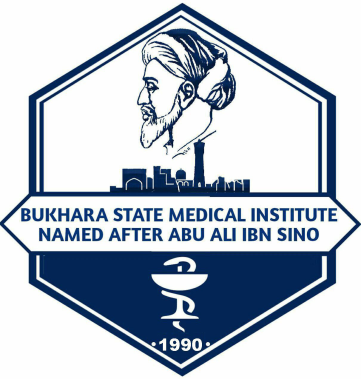 BUKHARA STATE MEDICAL INSTITUTE
NAMED AFTER ABU ALI IBN SINO
·1990·